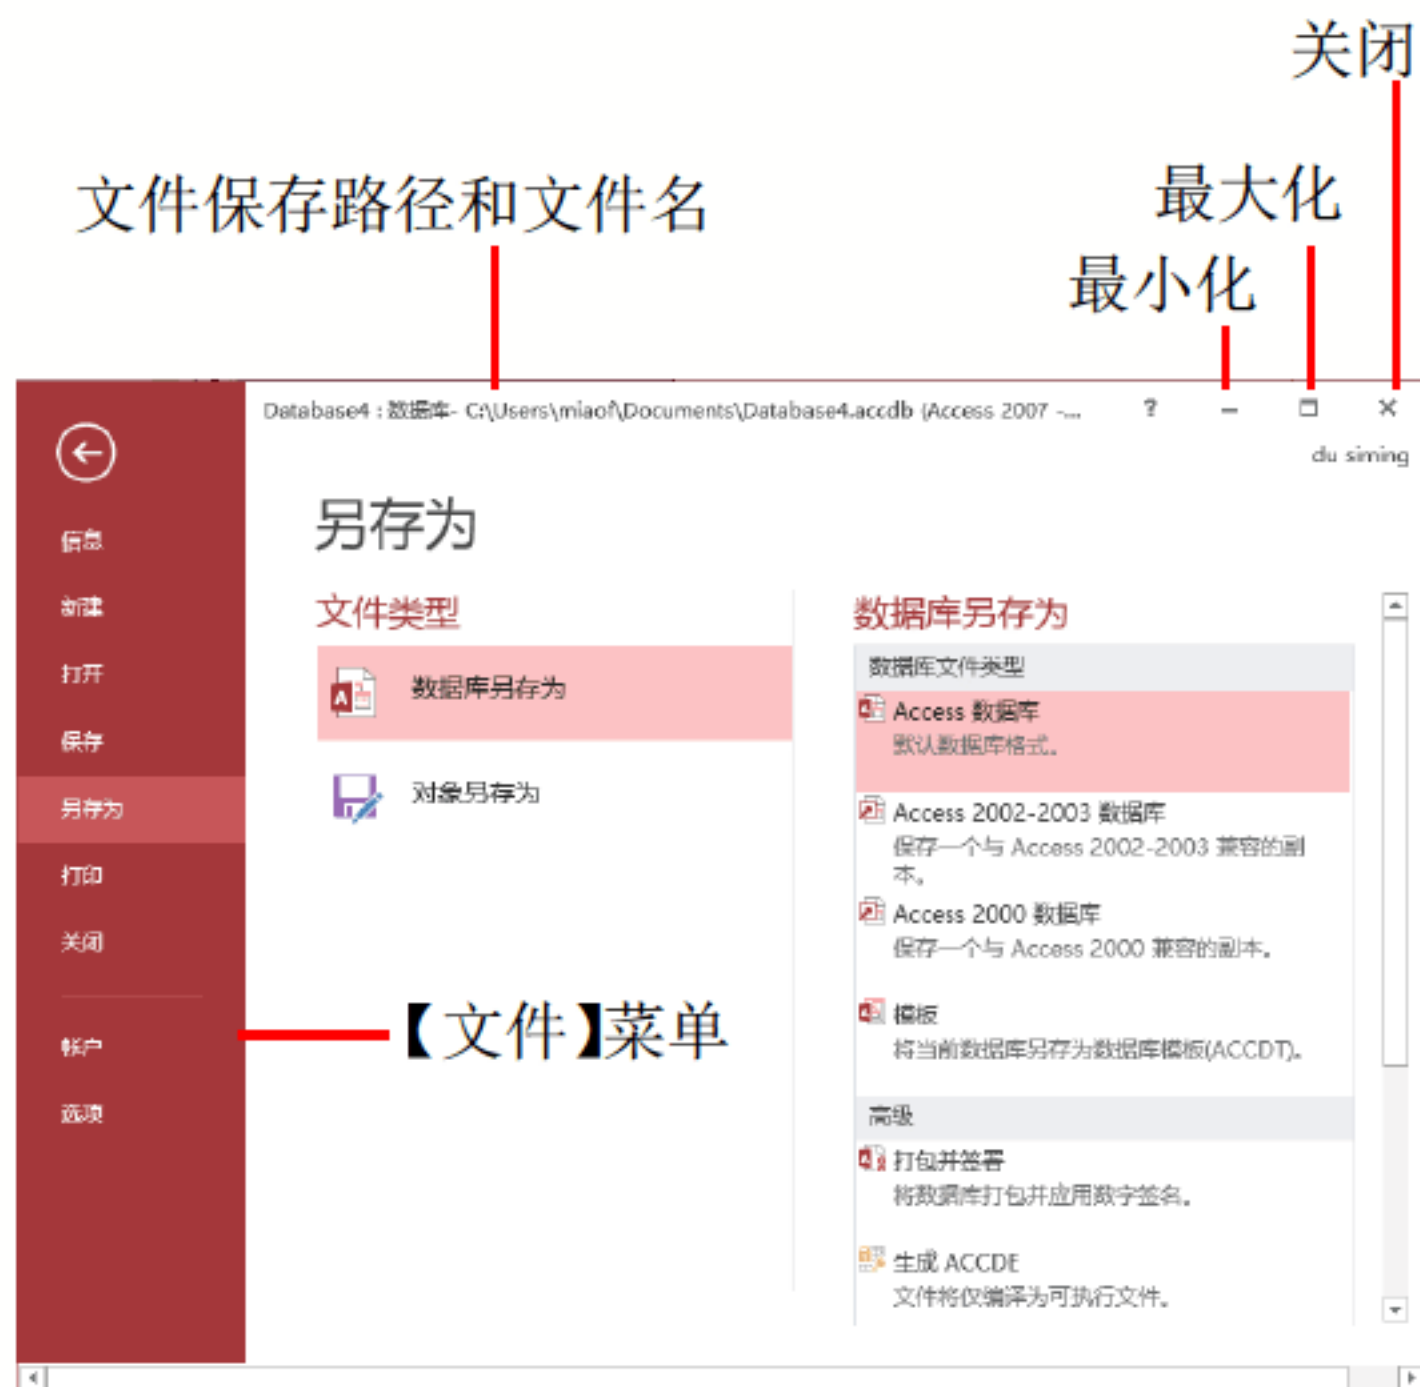 关闭
最大化
文件保存路径和文件名
最小化
Database4 : 数据库- C:\Users\miaof\Documents\Database4.accdb (Access 2007 -...
?
du siming
信息
新建
打开
保存
另存为
打印
关闭
帐户
选项
另存为
文件类型
数据库另存为
对象另存为
【文件】菜单
数据库另存为
数据库文件类型
Access 数据库
默认数据库格式。
Access 2002-2003 数据库
保存一个与 Access 2002-2003 兼容的副
本。
Access 2000 数据库
保存一个与 Access 2000 兼容的副本。
模板
将当前数据库另存为数据库模板(ACCDT)。
高级
打包并签署
将数据库打包并应用数字签名。
生成 ACCDE
文件将仅编译为可执行文件。